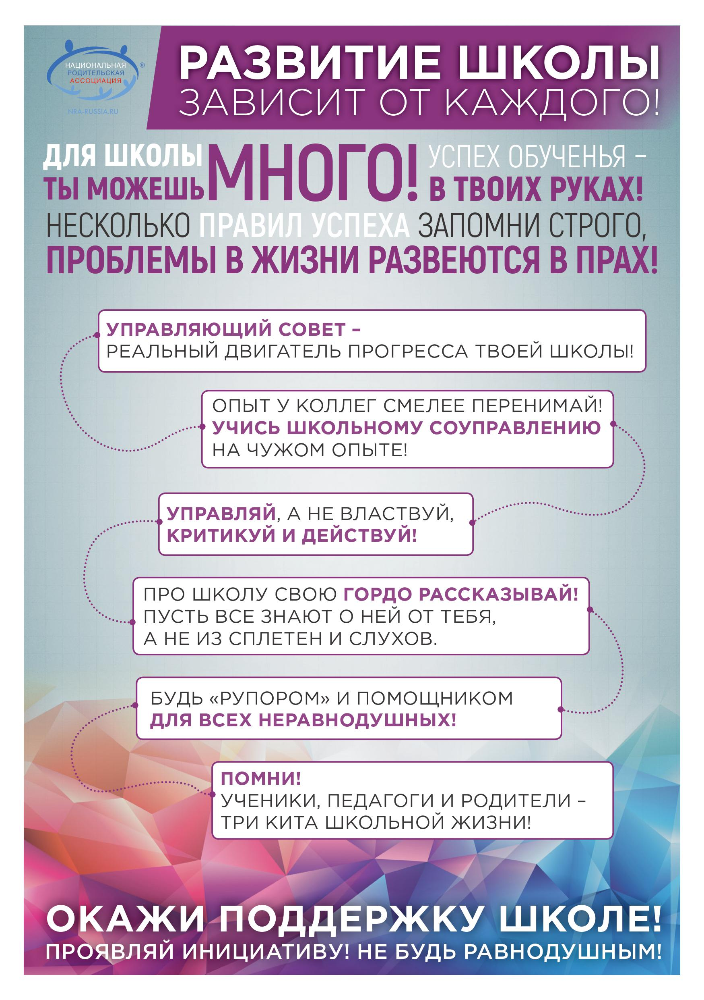 НАЦИОНАЛЬНАЯ ®
РОДИТЕЛЬСКАЯ
АССОЦИАЦИЯ
NRA-RUSSIA.RU
РАЗВИТИЕ ШКОЛЫ
ЗАВИСИТ ОТ КАЖДОГО!
ДЛЯ ШКОЛЫ
ТЫ МОЖЕШЬ
МНОГО!
УСПЕХ ОБУЧЕНЬЯ –
В ТВОИХ РУКАХ!
НЕСКОЛЬКО ПРАВИЛ УСПЕХА ЗАПОМНИ СТРОГО,
ПРОБЛЕМЫ В ЖИЗНИ РАЗВЕЮТСЯ В ПРАХ!
УПРАВЛЯЮЩИЙ СОВЕТ –
РЕАЛЬНЫЙ ДВИГАТЕЛЬ ПРОГРЕССА ТВОЕЙ ШКОЛЫ!
ОПЫТ У КОЛЛЕГ СМЕЛЕЕ ПЕРЕНИМАЙ!
УЧИСЬ ШКОЛЬНОМУ СОУПРАВЛЕНИЮ
НА ЧУЖОМ ОПЫТЕ!
УПРАВЛЯЙ, А НЕ ВЛАСТВУЙ,
КРИТИКУЙ И ДЕЙСТВУЙ!
ПРО ШКОЛУ СВОЮ ГОРДО РАССКАЗЫВАЙ!
ПУСТЬ ВСЕ ЗНАЮТ О НЕЙ ОТ ТЕБЯ,
А НЕ ИЗ СПЛЕТЕН И СЛУХОВ.
БУДЬ «РУПОРОМ» И ПОМОЩНИКОМ
ДЛЯ ВСЕХ НЕРАВНОДУШНЫХ!
ПОМНИ!
УЧЕНИКИ, ПЕДАГОГИ И РОДИТЕЛИ –
ТРИ КИТА ШКОЛЬНОЙ ЖИЗНИ!
ОКАЖИ ПОДДЕРЖКУ ШКОЛЕ!
ПРОЯВЛЯЙ ИНИЦИАТИВУ! НЕ БУДЬ РАВНОДУШНЫМ!